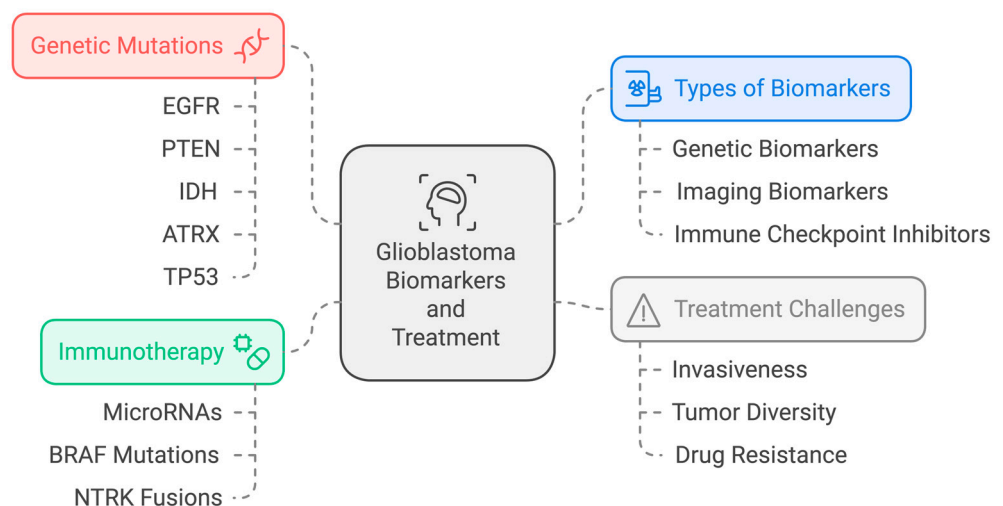 Genetic Mutations
EGFR
PTEN
IDH
ATRX
TP53
Immunotherapy
MicroRNAs
BRAF Mutations
NTRK Fusions
Glioblastoma
Biomarkers
and
Treatment
Types of Biomarkers
Genetic Biomarkers
Imaging Biomarkers
Immune Checkpoint Inhibitors
Treatment Challenges
Invasiveness
Tumor Diversity
Drug Resistance